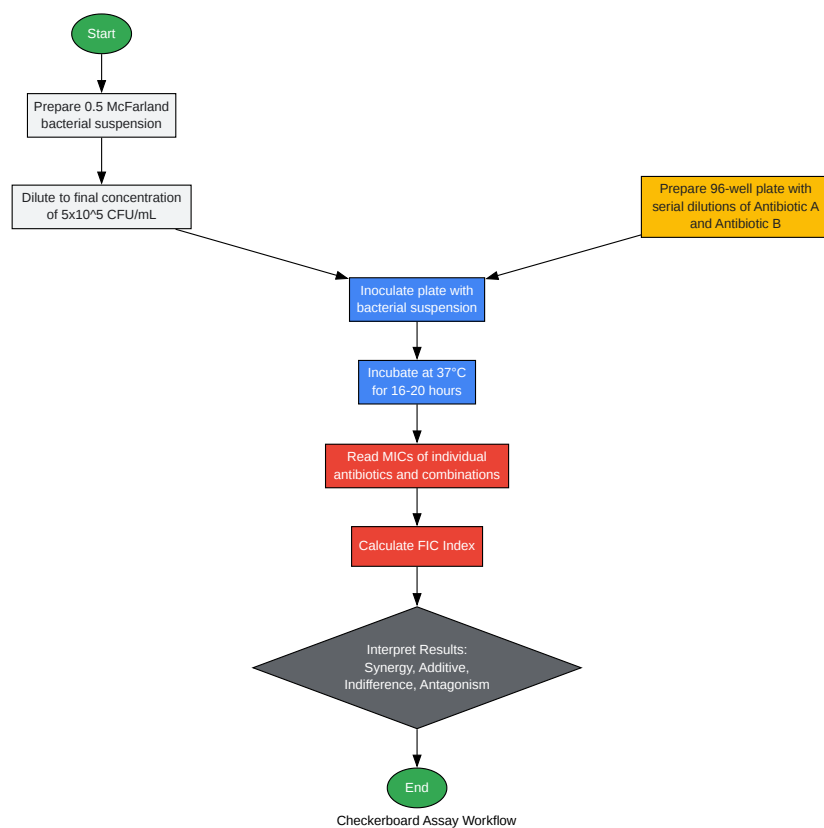 Start
Prepare 0.5 McFarland
bacterial suspension
Dilute to final concentration
of 5x10^5 CFU/mL
Prepare 96-well plate with
serial dilutions of Antibiotic A
and Antibiotic B
Inoculate plate with
bacterial suspension
Incubate at 37°C
for 16-20 hours
Read MICs of individual
antibiotics and combinations
Calculate FIC Index
Interpret Results:
Synergy, Additive,
Indifference, Antagonism
End
Checkerboard Assay Workflow